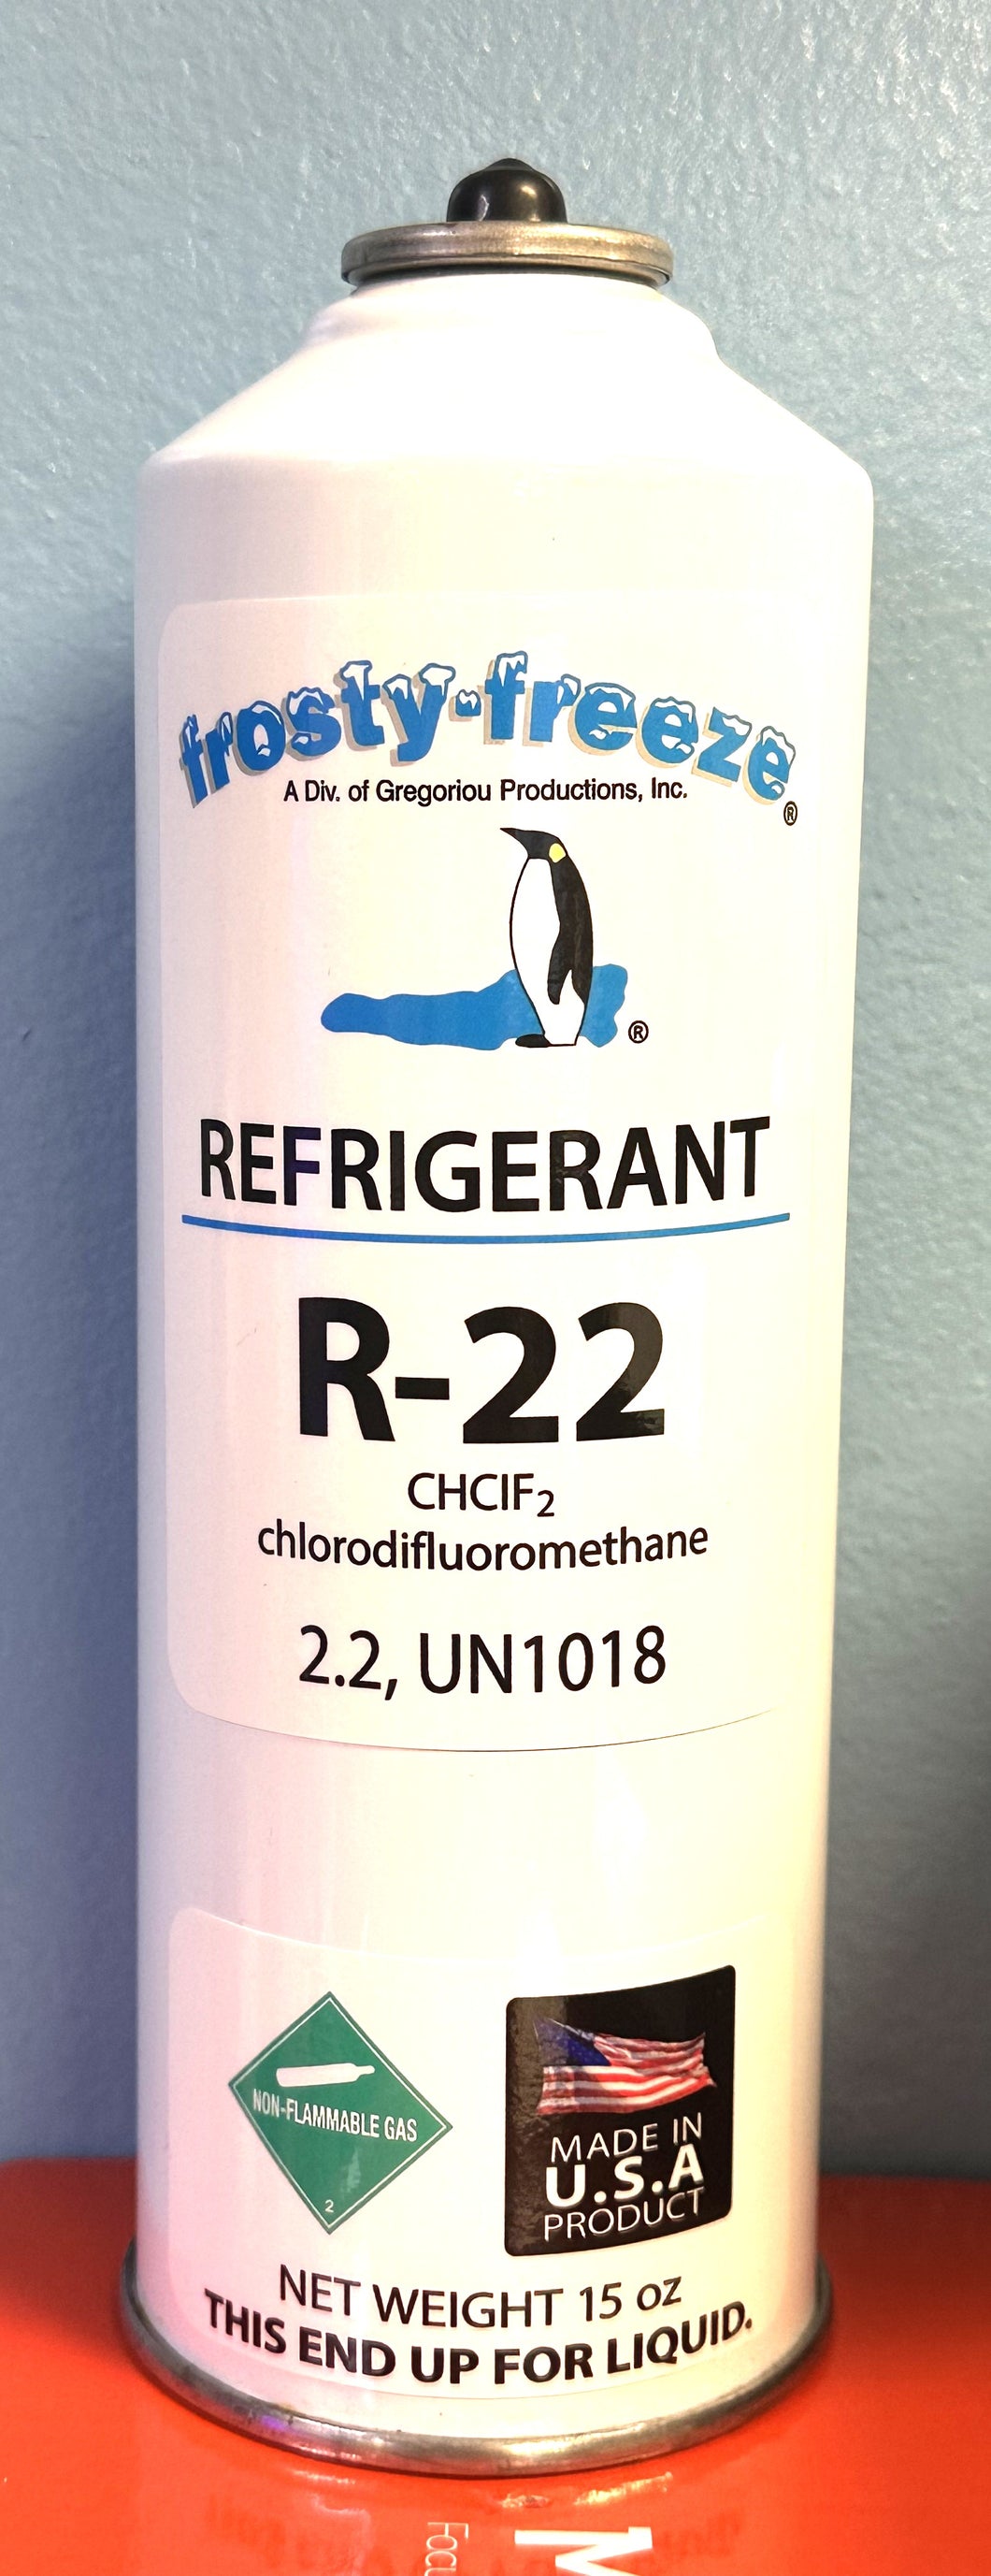 frosty-freeze®
A Div. of Gregoriou Productions, Inc.
®
REFRIGERANT
R-22
CHClF₂
chlorodifluoromethane
2.2, UN1018
NON-FLAMMABLE GAS
2
MADE IN
U.S.A
PRODUCT
NET WEIGHT 15 oz
THIS END UP FOR LIQUID.